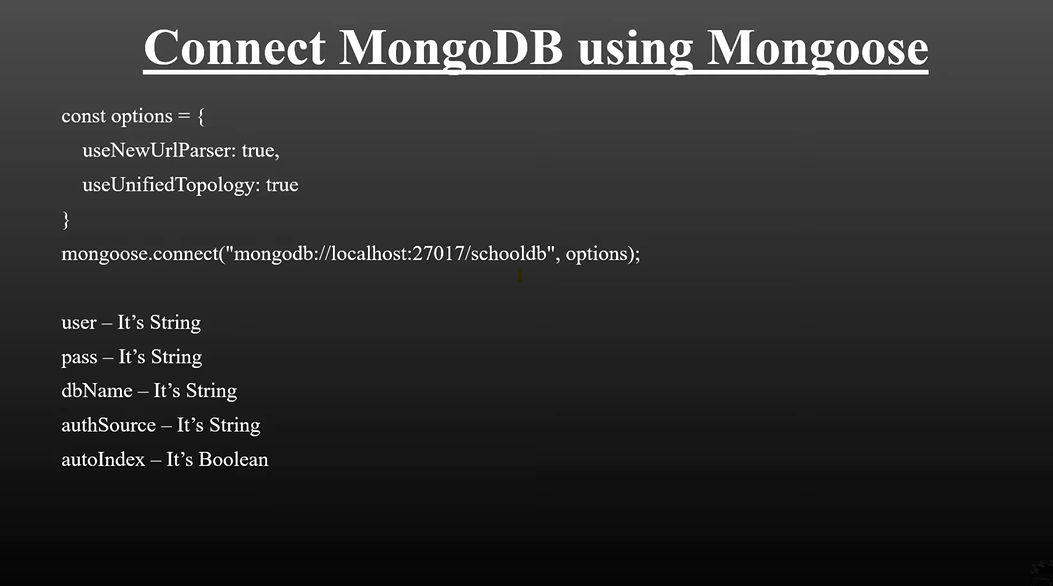 Connect MongoDB using Mongoose
const options = {
useNewUrlParser: true,
useUnifiedTopology: true
}
mongoose.connect("mongodb://localhost:27017/schooldb", options);
user – It’s String
pass – It’s String
dbName – It’s String
authSource – It’s String
autoIndex – It’s Boolean